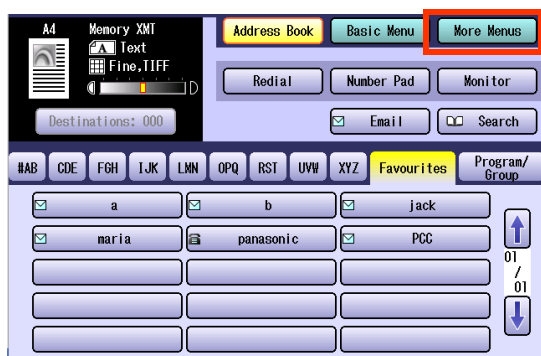 A4 Memory XMT Address Book Basic Menu More Menus
A Text
Fine,TIFF
Redial Number Pad Monitor
D
Destinations: 000 Email Search
#AB CDE FGH IJK LMN OPQ RST UVW XYZ Favourites Program/
Group
a b jack
maria panasonic PCC
01
/
01